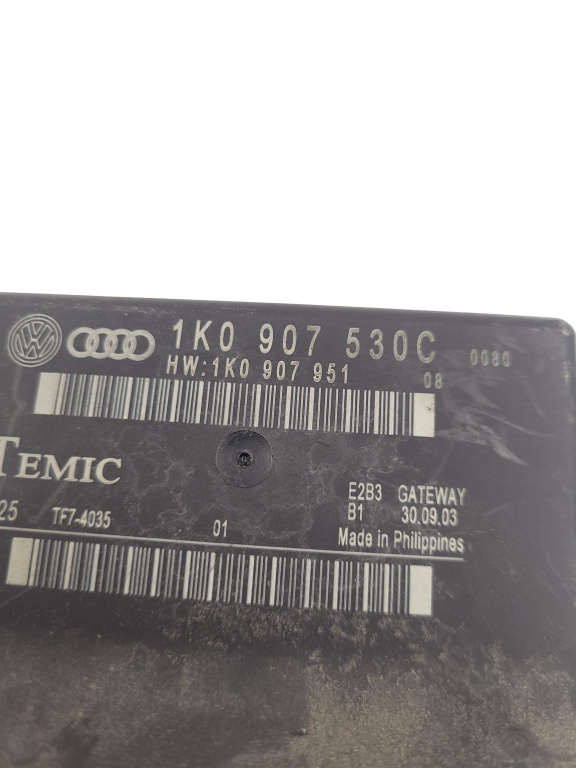 1K0 907 530C 0080
HW:1K0 907 951 08
TEMIC
E2B3 GATEWAY
25 TF7-4035 01 B1 30.09.03
Made in Philippines